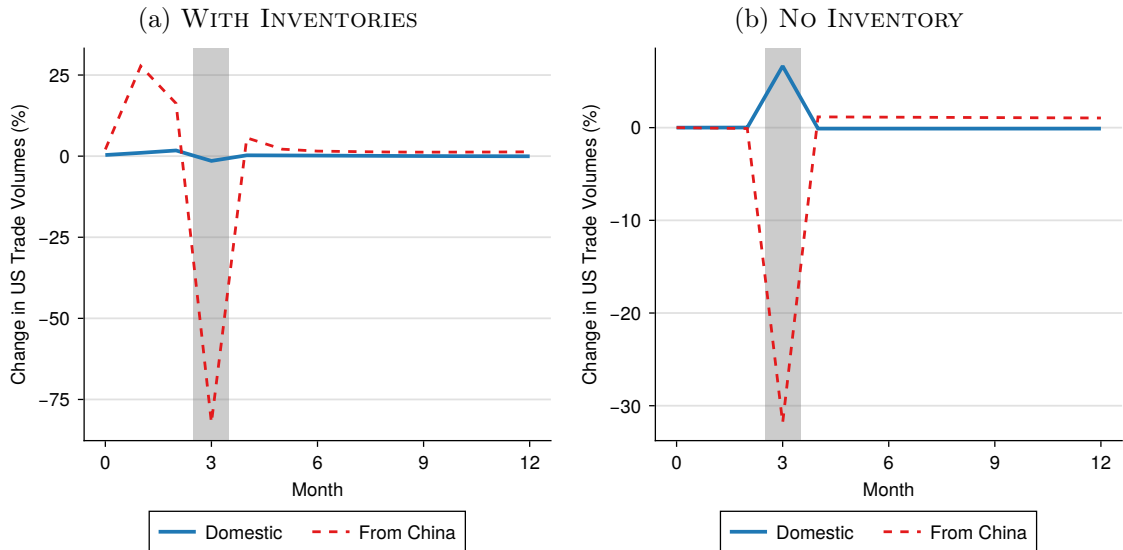 (a) WITH INVENTORIES
Change in US Trade Volumes (%)
25
0
−25
−50
−75
0 3 6 9 12
Month
Domestic From China
(b) NO INVENTORY
Change in US Trade Volumes (%)
0
−10
−20
−30
0 3 6 9 12
Month
Domestic From China